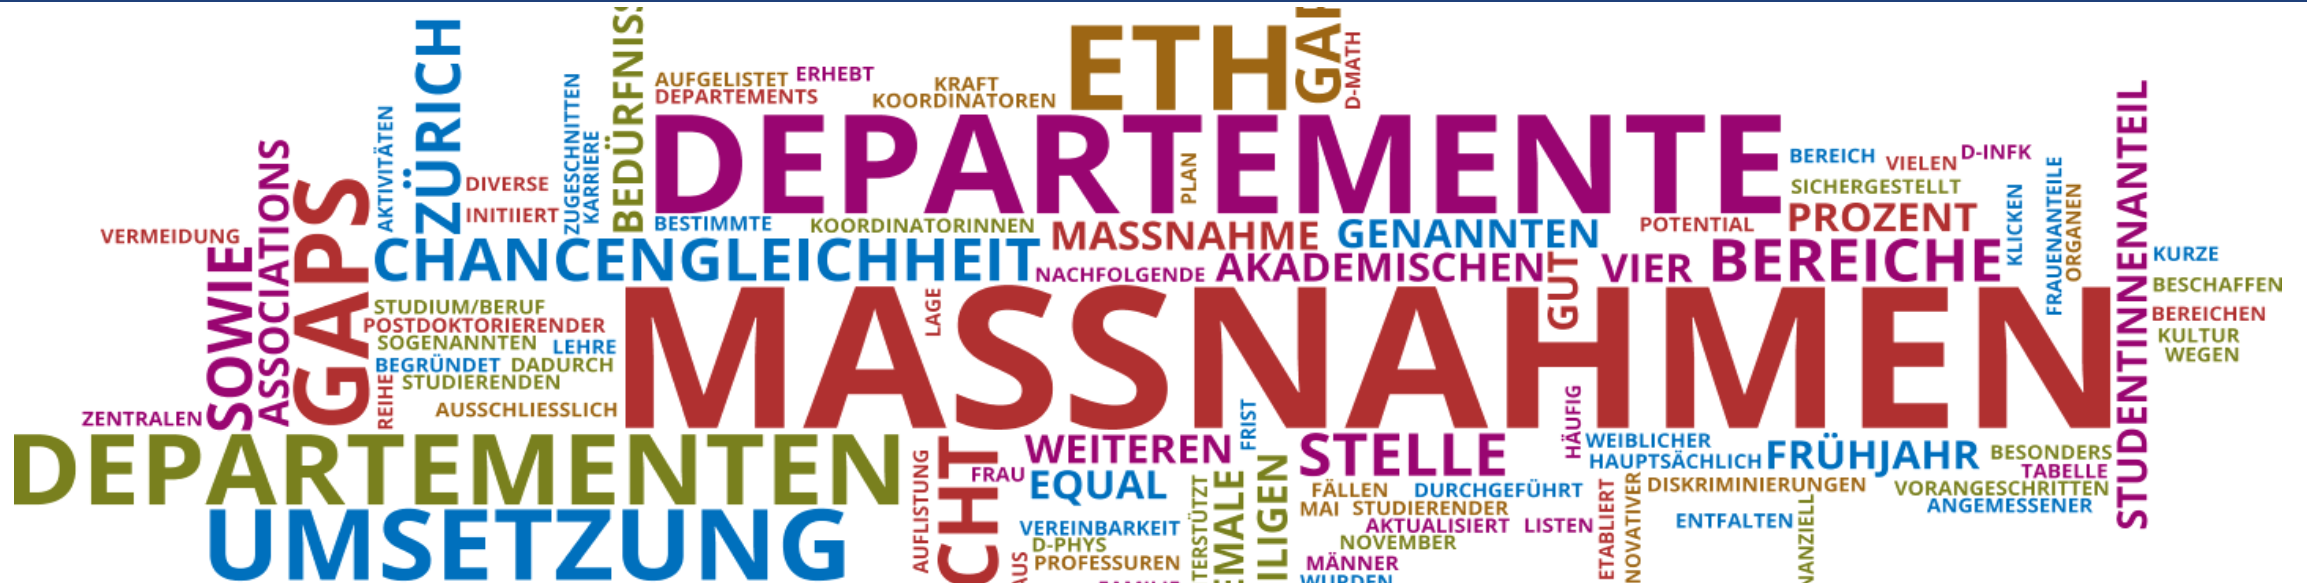 ZÜRICH
ETH
D-MATH
AUFGELISTET
ERHEBT
KRAFT
DEPARTEMENTS
KOORDINATOREN
AKTIVITÄTEN
ZUGESCHNITTEN
KARRIERE
DEPARTEMENTE
PLAN
BEREICH
VIELEN
D-INFK
DIVERSE
SICHERGESTELLT
KLICKEN
FRAUENANTEILE
ORGANEN
STUDENTINNENANTEIL
INITIIERT
BESTIMMTE
KOORDINATORINNEN
MASSNAHME
GENANNTEN
POTENTIAL
PROZENT
VERMEIDUNG
SOWIE
ASSOCIATIONS
GAPS
CHANCENGLEICHHEIT
NACHFOLGENDE
AKADEMISCHEN
GUT
VIER
BEREICHE
KURZE
BESCHAFFEN
STUDIUM/BERUF
LAGE
MASSNAHMEN
BEREICHEN
POSTDOKTORIERENDER
SOGENANNTEN
LEHRE
KULTUR
BEGRÜNDET
DADURCH
WEGEN
REIHE
STUDIERENDEN
AUSSCHLIESSLICH
ZENTRALEN
FRIST
HÄUFIG
DEPARTEMENTEN
AUFLISTUNG
WEITEREN
STELLE
WEIBLICHER
HAUPTSÄCHLICH
FRÜHJAHR
BESONDERS
TABELLE
FRAU
EQUAL
FÄLLEN
DURCHGEFÜHRT
DISKRIMINIERUNGEN
VORANGESCHRITTEN
MAI
STUDIERENDER
ETABLIERT
ANGEMESSENER
UMSETZUNG
VEREINBARKEIT
AKTUALISIERT
LISTEN
ENTFALTEN
D-PHYS
NOVEMBER
PROFESSUREN
MÄNNER
WURDEN